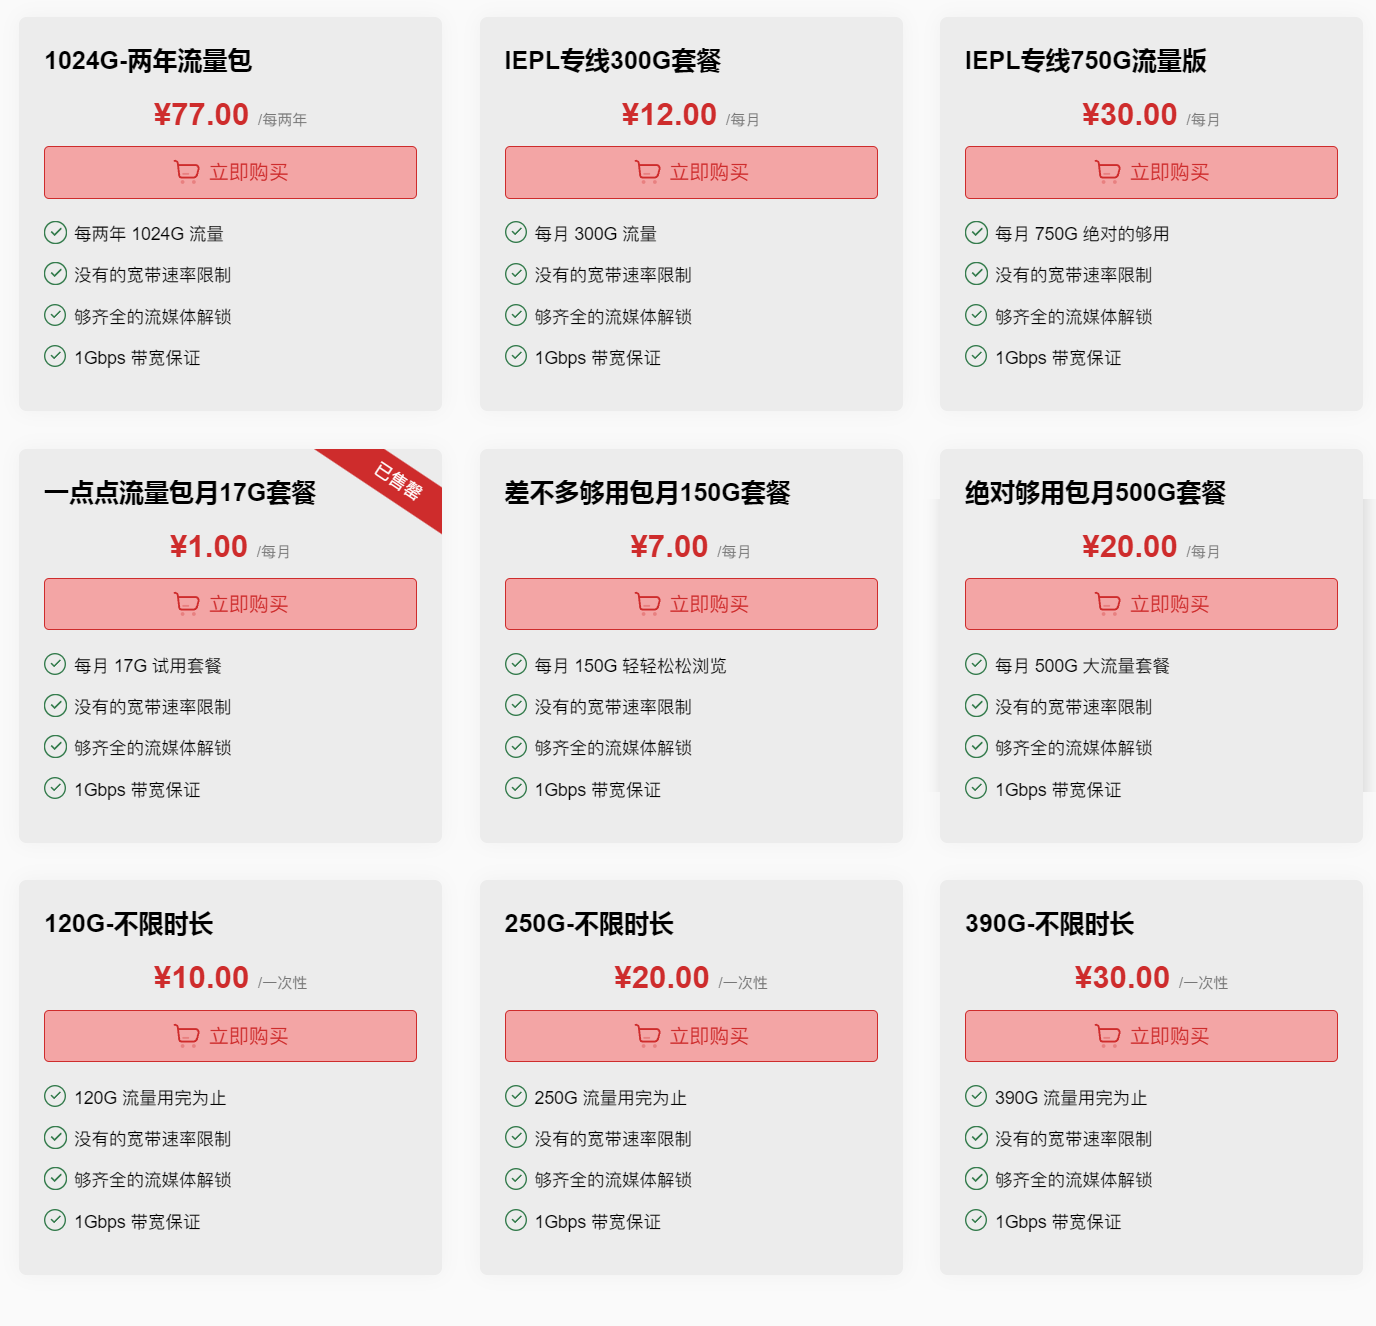 1024G-两年流量包
¥77.00 /每两年
立即购买
每两年 1024G 流量
没有的宽带速率限制
够齐全的流媒体解锁
1Gbps 带宽保证
IEPL专线300G套餐
¥12.00 /每月
立即购买
每月 300G 流量
没有的宽带速率限制
够齐全的流媒体解锁
1Gbps 带宽保证
IEPL专线750G流量版
¥30.00 /每月
立即购买
每月 750G 绝对的够用
没有的宽带速率限制
够齐全的流媒体解锁
1Gbps 带宽保证
一点点流量包月17G套餐
已售罄
¥1.00 /每月
立即购买
每月 17G 试用套餐
没有的宽带速率限制
够齐全的流媒体解锁
1Gbps 带宽保证
差不多够用包月150G套餐
¥7.00 /每月
立即购买
每月 150G 轻轻松松浏览
没有的宽带速率限制
够齐全的流媒体解锁
1Gbps 带宽保证
绝对够用包月500G套餐
¥20.00 /每月
立即购买
每月 500G 大流量套餐
没有的宽带速率限制
够齐全的流媒体解锁
1Gbps 带宽保证
120G-不限时长
¥10.00 /一次性
立即购买
120G 流量用完为止
没有的宽带速率限制
够齐全的流媒体解锁
1Gbps 带宽保证
250G-不限时长
¥20.00 /一次性
立即购买
250G 流量用完为止
没有的宽带速率限制
够齐全的流媒体解锁
1Gbps 带宽保证
390G-不限时长
¥30.00 /一次性
立即购买
390G 流量用完为止
没有的宽带速率限制
够齐全的流媒体解锁
1Gbps 带宽保证